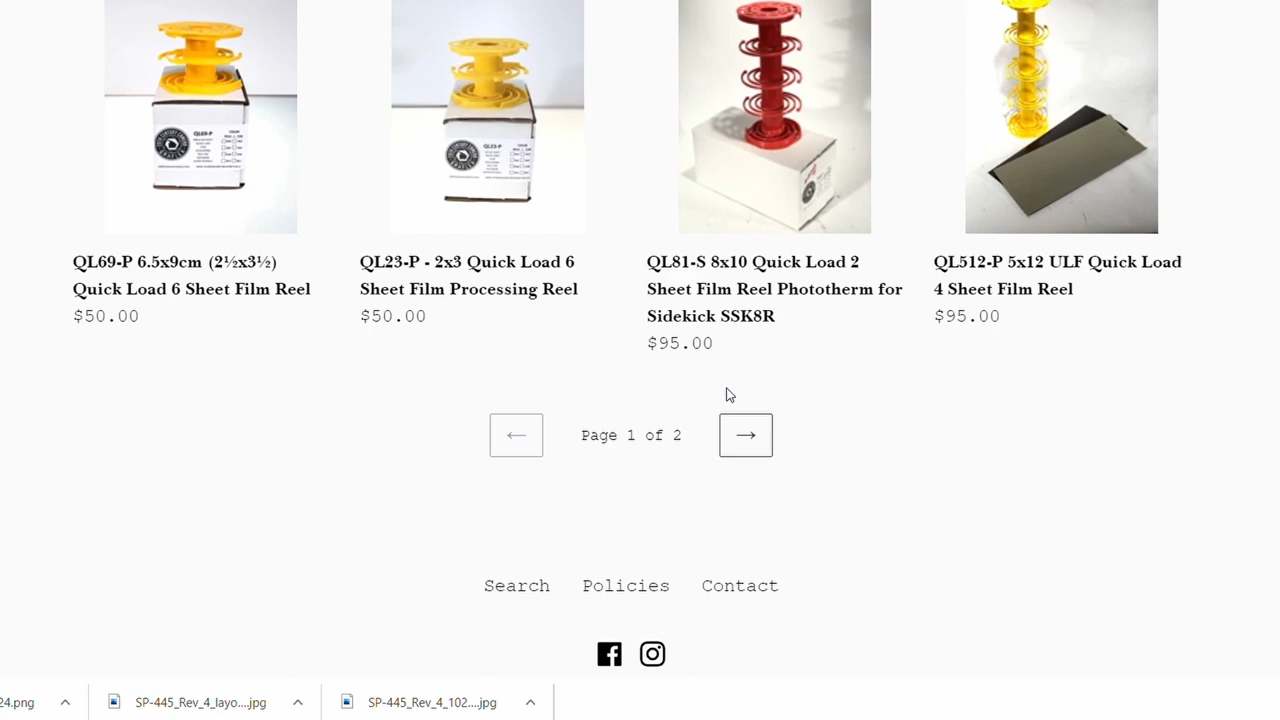 QL69-P
QL23-P
QL69-P 6.5x9cm (2½x3½)
Quick Load 6 Sheet Film Reel
$50.00
QL23-P - 2x3 Quick Load 6
Sheet Film Processing Reel
$50.00
QL81-S 8x10 Quick Load 2
Sheet Film Reel Phototherm for
Sidekick SSK8R
$95.00
QL512-P 5x12 ULF Quick Load
4 Sheet Film Reel
$95.00
← Page 1 of 2 →
Search Policies Contact
24.png SP-445_Rev_4_layo....jpg SP-445_Rev_4_102....jpg